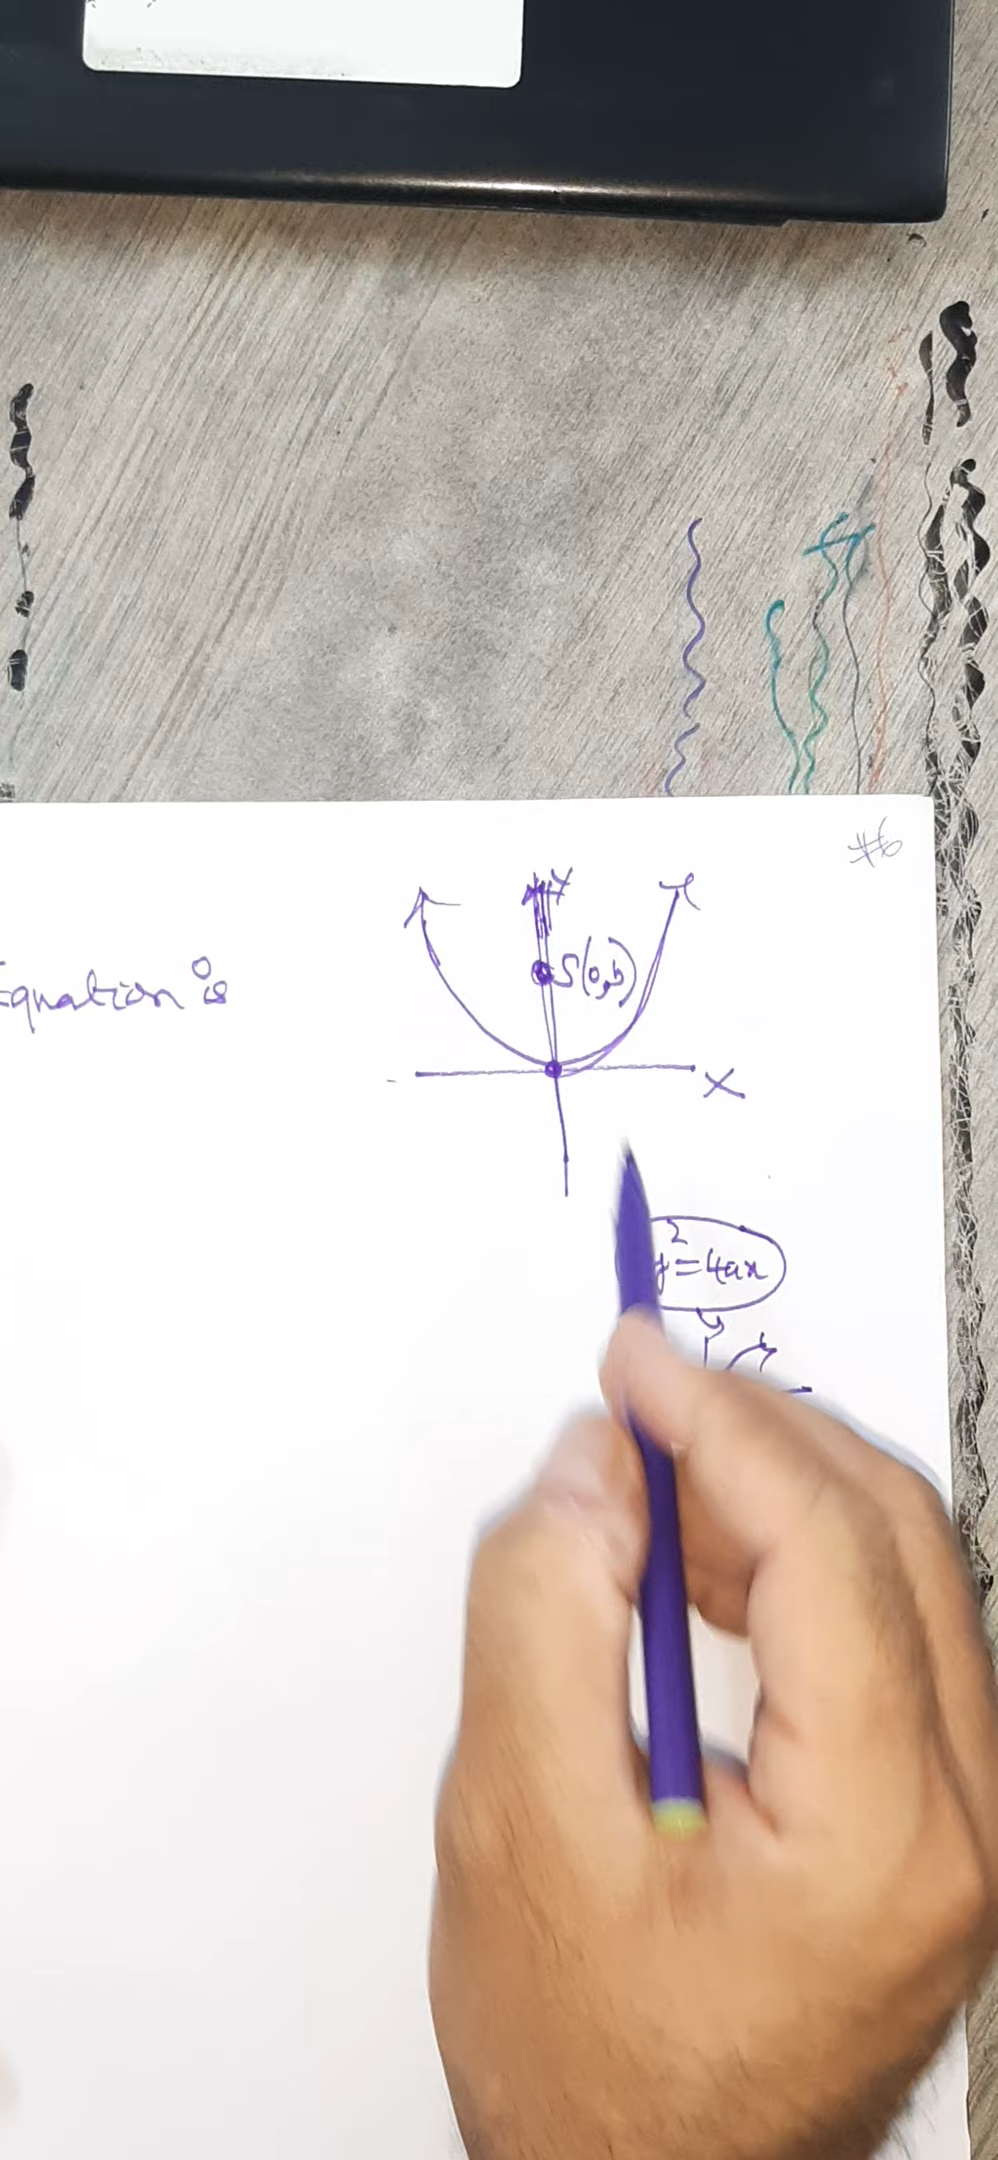 #6
Y
S(0,b)
Equation is
X
y²=4ax